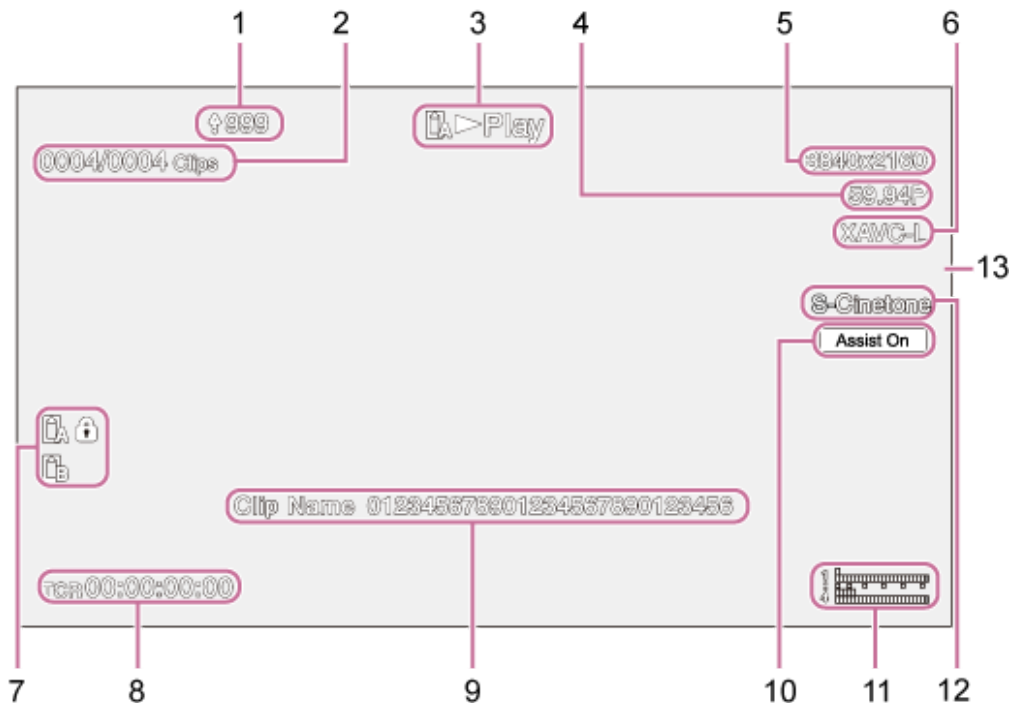 1 2 3 4 5 6
999
A Play
0004/0004 Clips
3840x2160
59.94P
XAVC-L
13
S-Cinetone
Assist On
A
B
Clip Name 01234567890123457890123456
TCR 00:00:00:00
7 8 9 10 11 12